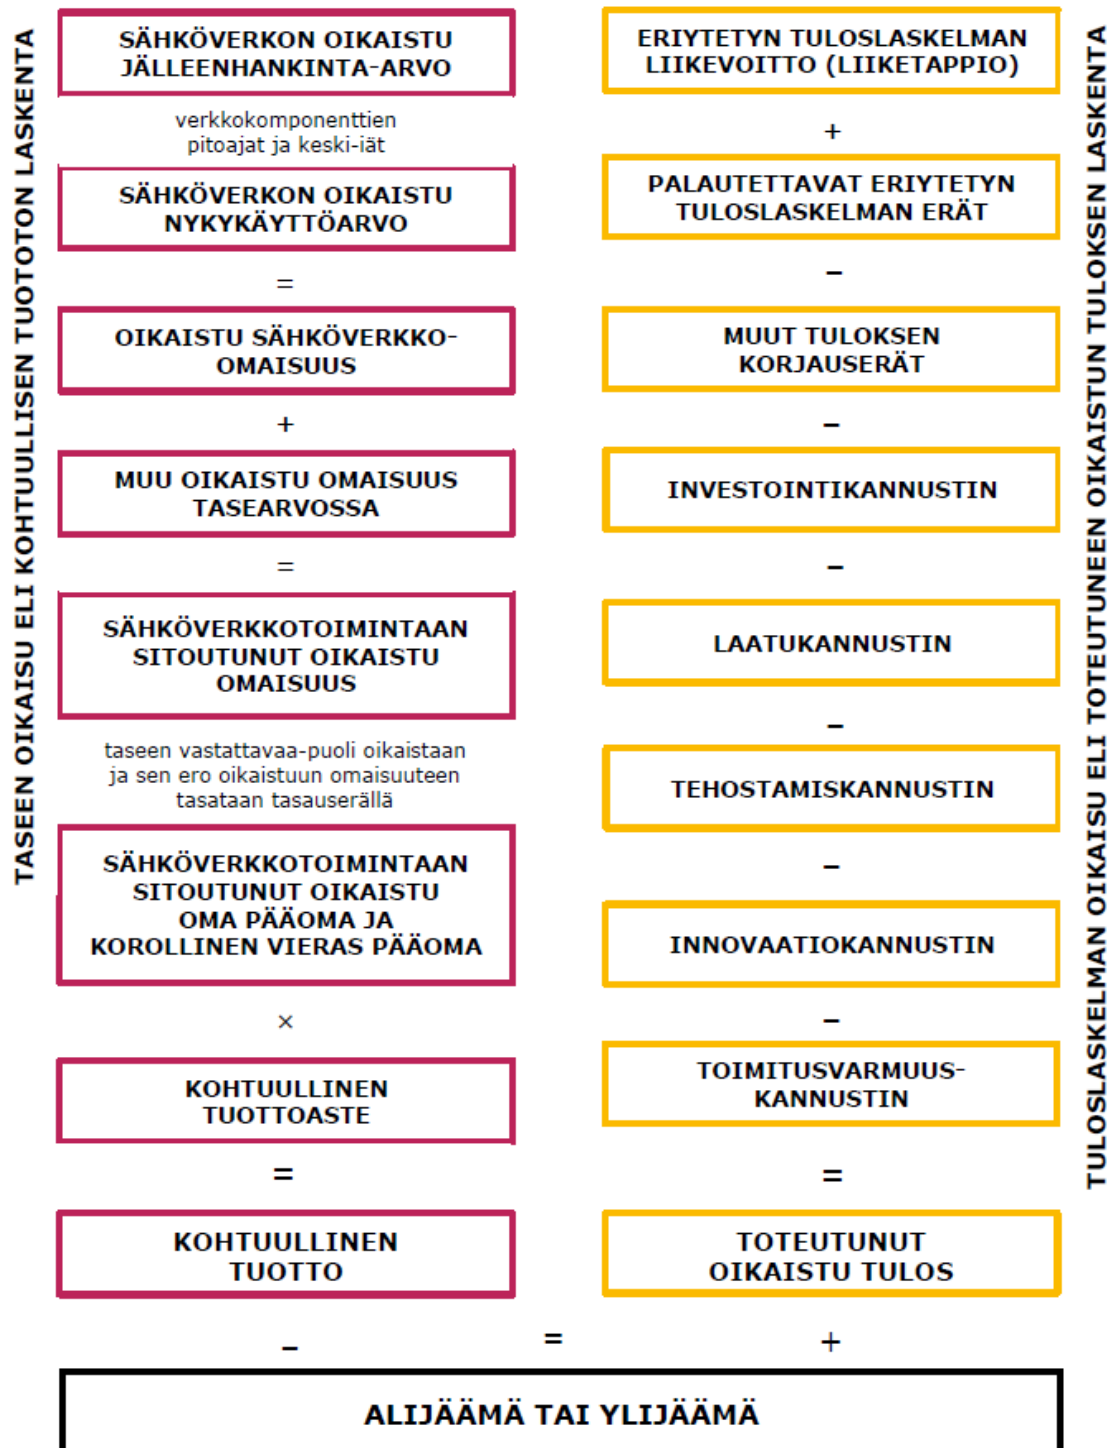 TASEEN OIKAISU ELI KOHTUULLISEN TUOTOTON LASKENTA
SÄHKÖVERKON OIKAISTU
JÄLLEENHANKINTA-ARVO
verkkokomponenttien
pitoajat ja keski-iät
SÄHKÖVERKON OIKAISTU
NYKYKÄYTTÖARVO
=
OIKAISTU SÄHKÖVERKKO-
OMAISUUS
+
MUU OIKAISTU OMAISUUS
TASEARVOSSA
=
SÄHKÖVERKKOTOIMINTAAN
SITOUTUNUT OIKAISTU
OMAISUUS
taseen vastattavaa-puoli oikaistaan
ja sen ero oikaistuun omaisuuteen
tasataan tasauserällä
SÄHKÖVERKKOTOIMINTAAN
SITOUTUNUT OIKAISTU
OMA PÄÄOMA JA
KOROLLINEN VIERAS PÄÄOMA
×
KOHTUULLINEN
TUOTTOASTE
=
KOHTUULLINEN
TUOTTO
ERIYTETYN TULOSLASKELMAN
LIIKEVOITTO (LIIKETAPPIO)
+
PALAUTETTAVAT ERIYTETYN
TULOSLASKELMAN ERÄT
–
MUUT TULOKSEN
KORJAUSERÄT
–
INVESTOINTIKANNUSTIN
–
LAATUKANNUSTIN
–
TEHOSTAMISKANNUSTIN
–
INNOVAATIOKANNUSTIN
–
TOIMITUSVARMUUS-
KANNUSTIN
=
TOTEUTUNUT
OIKAISTU TULOS
TULOSLASKELMAN OIKAISU ELI TOTEUTUNEEN OIKAISTUN TULOKSEN LASKENTA
– = +
ALIJÄÄMÄ TAI YLIJÄÄMÄ